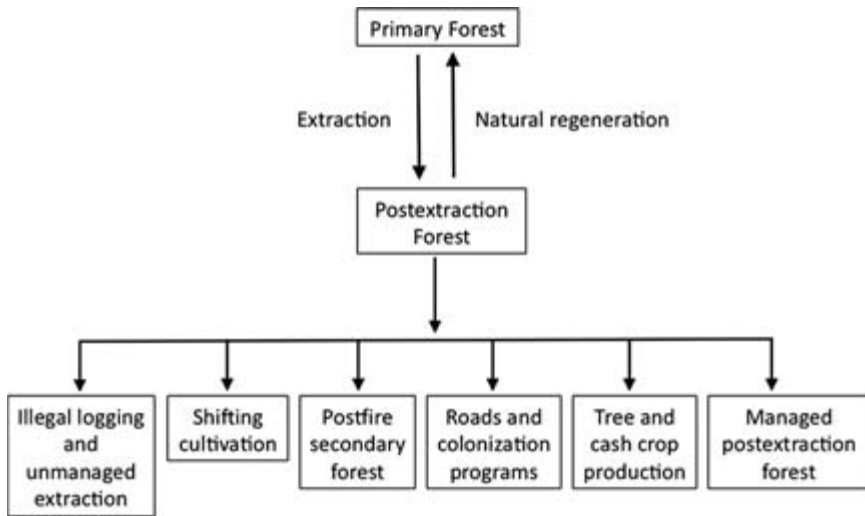 Primary Forest
Extraction
Natural regeneration
Postextraction
Forest
Illegal logging
and
unmanaged
extraction
Shifting
cultivation
Postfire
secondary
forest
Roads and
colonization
programs
Tree and
cash crop
production
Managed
postextraction
forest